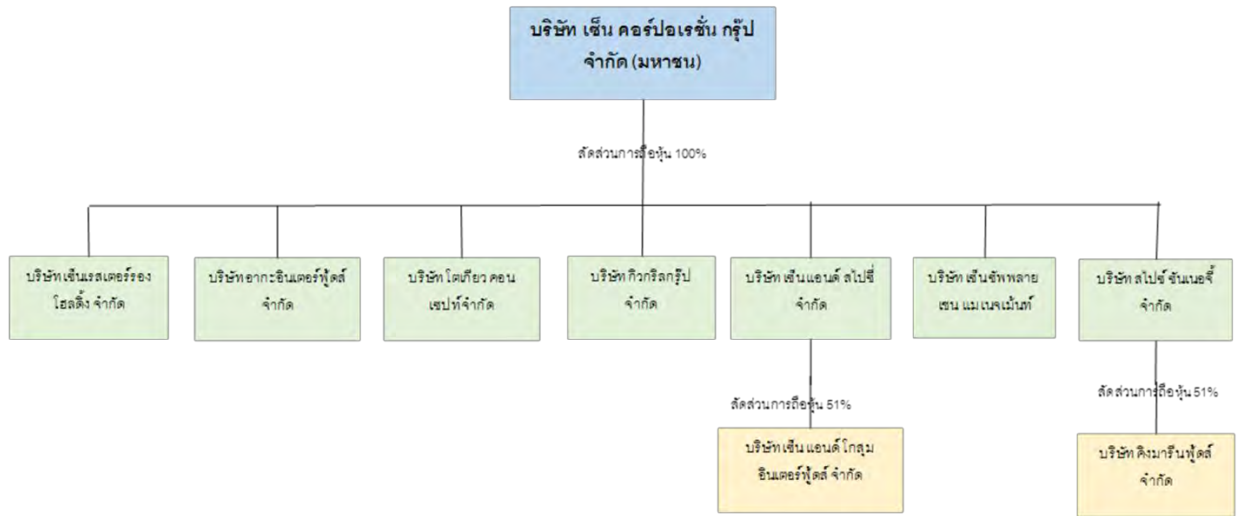 บริษัท เซ็น คอร์ปอเรชั่น กรุ๊ป
จำกัด (มหาชน)
สัดส่วนการถือหุ้น 100%
บริษัท เซ็นเรสเตอร์รอง
โฮลดิ้ง จำกัด
บริษัท อากะอินเตอร์ฟู้ดส์
จำกัด
บริษัท โตเกียว คอน
เซปท์ จำกัด
บริษัท กิวกริลกรุ๊ป
จำกัด
บริษัท เซ็น แอนด์ สไปซี่
จำกัด
บริษัท เซ็นซัพพลาย
เชน แมเนจเม้นท์
บริษัท สไปซ์ ซินเนอจี้
จำกัด
สัดส่วนการถือหุ้น 51%
สัดส่วนการถือหุ้น 51%
บริษัท เซ็น แอนด์ โกสุม
อินเตอร์ฟู้ดส์ จำกัด
บริษัท คิงมารีนฟู้ดส์
จำกัด